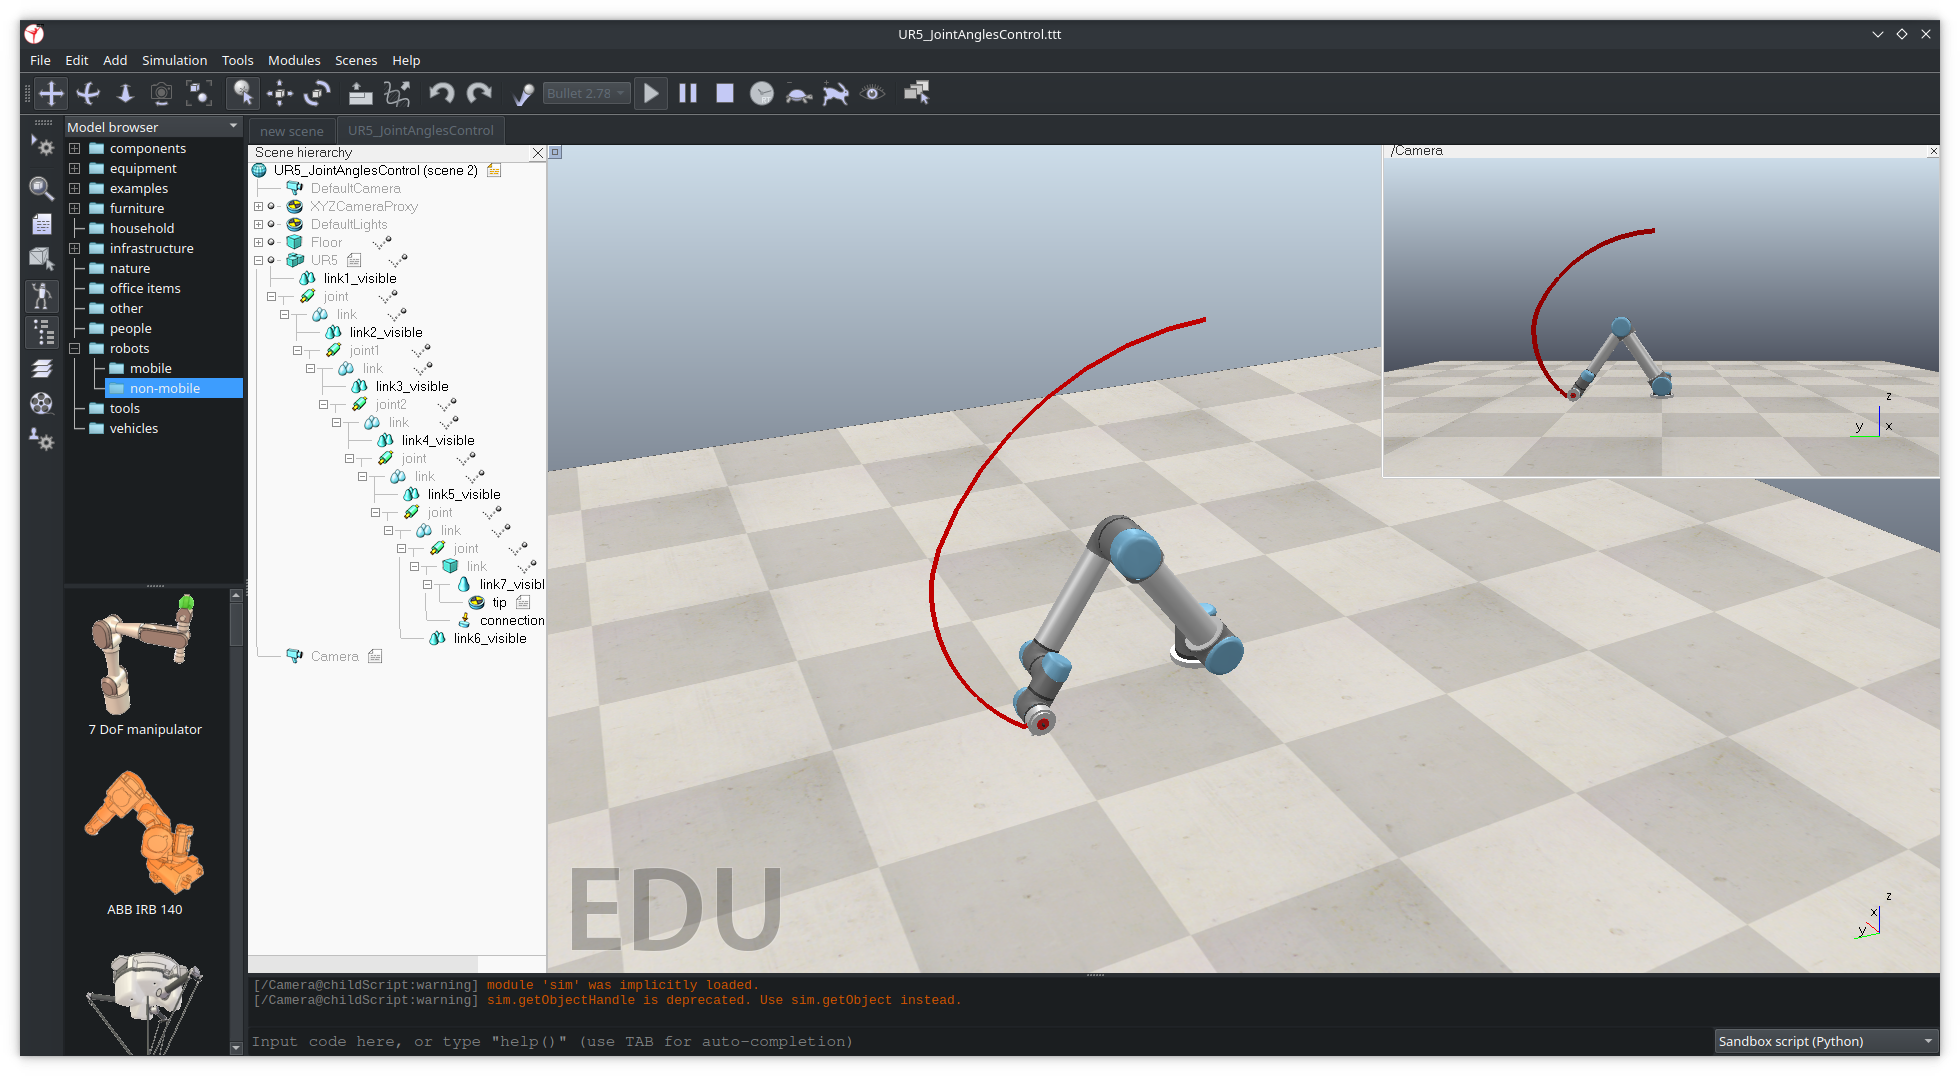 UR5_JointAnglesControl.ttt
File Edit Add Simulation Tools Modules Scenes Help
Bullet 2.78
Model browser
components
equipment
examples
furniture
household
infrastructure
nature
office items
other
people
robots
mobile
non-mobile
tools
vehicles
7 DoF manipulator
ABB IRB 140
new scene
UR5_JointAnglesControl
Scene hierarchy
UR5_JointAnglesControl (scene 2)
DefaultCamera
XYZCameraProxy
DefaultLights
Floor
UR5
link1_visible
joint
link
link2_visible
joint1
link
link3_visible
joint2
link
link4_visible
joint
link
link5_visible
joint
link
joint
link
link7_visibl
tip
connection
link6_visible
Camera
/Camera
z
y
x
EDU
z
x
y
[/Camera@childScript:warning] module 'sim' was implicitly loaded.
[/Camera@childScript:warning] sim.getObjectHandle is deprecated. Use sim.getObject instead.
Input code here, or type "help()" (use TAB for auto-completion)
Sandbox script (Python)